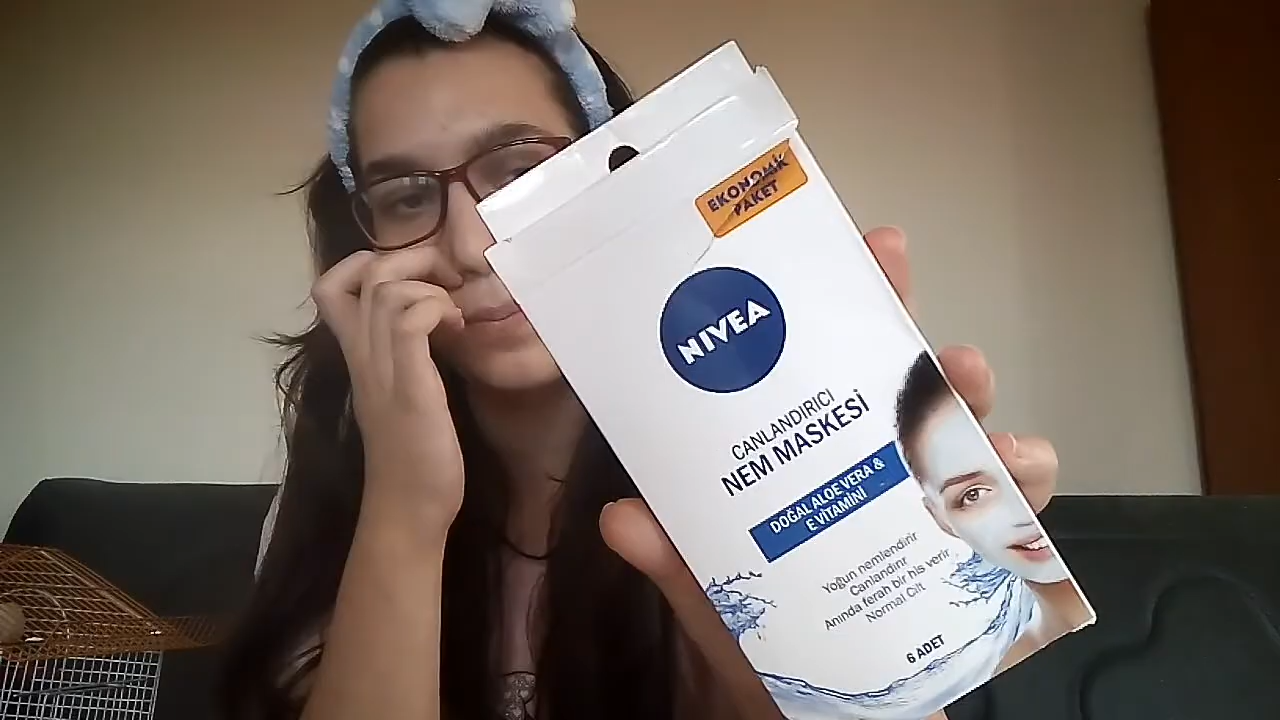 EKONOMİK
PAKET
NIVEA
CANLANDIRICI
NEM MASKESİ
DOĞAL ALOE VERA &
E VİTAMİNİ
Yoğun nemlendirir
Canlandırır
Anında ferah bir his verir
Normal Cilt
6 ADET